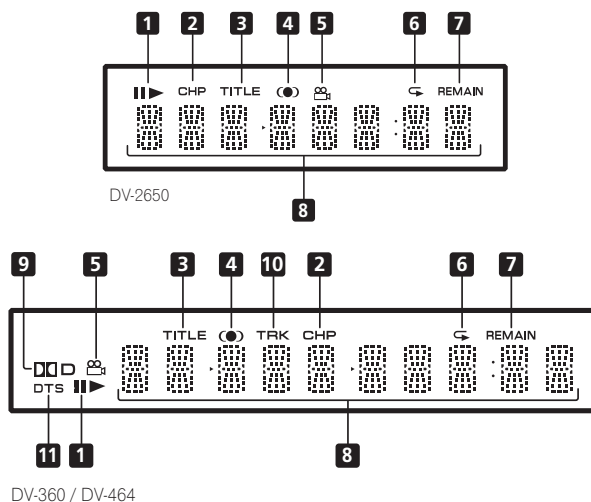 1 2 3 4 5 6 7
CHP TITLE REMAIN
8
DV-2650
9 5 3 4 10 2 6 7
TITLE TRK CHP REMAIN
D
DTS
11 1 8
DV-360 / DV-464